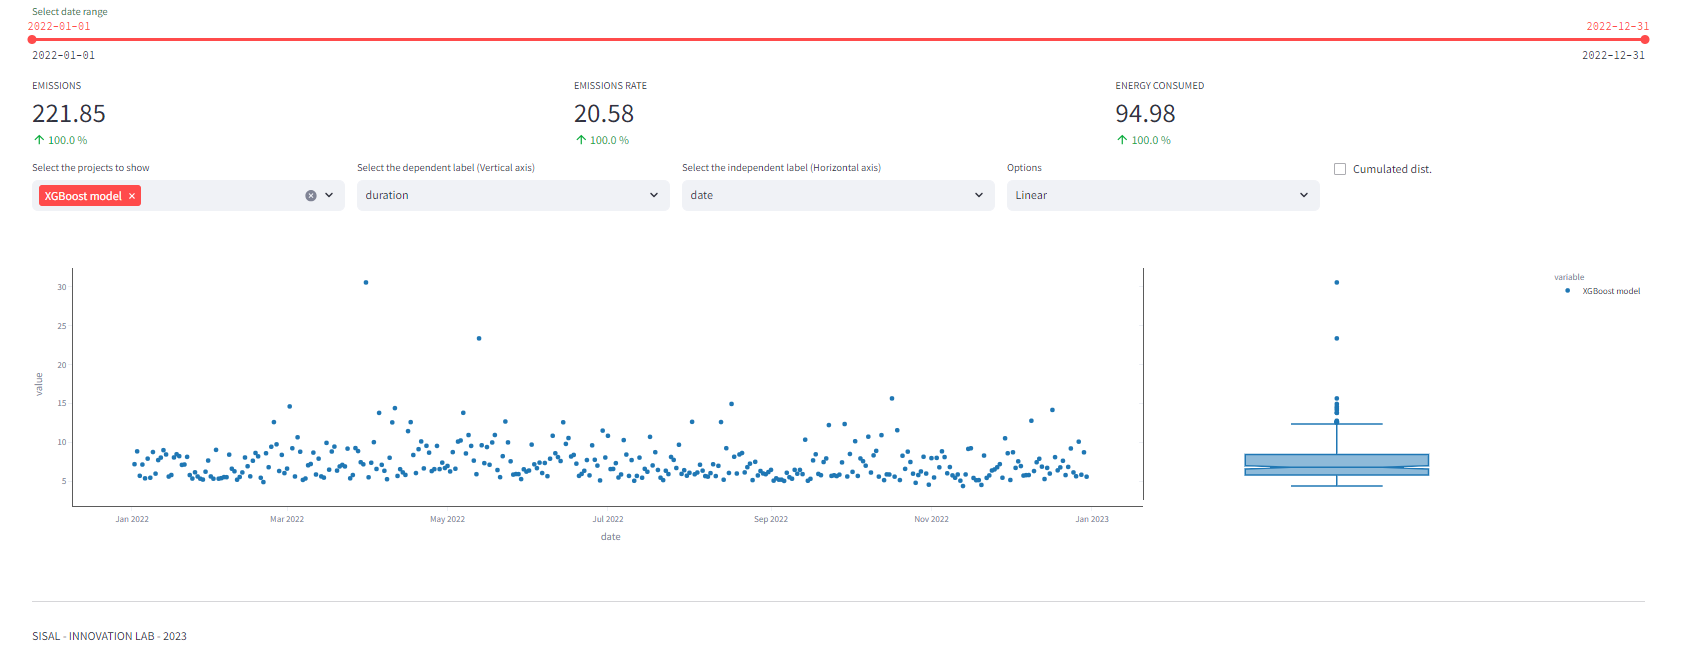 Select date range
2022-01-01 2022-12-31
2022-01-01 2022-12-31
EMISSIONS EMISSIONS RATE ENERGY CONSUMED
221.85 20.58 94.98
↑ 100.0 % ↑ 100.0 % ↑ 100.0 %
Select the projects to show Select the dependent label (Vertical axis) Select the independent label (Horizontal axis) Options Cumulated dist.
XGBoost model × duration date Linear
variable
XGBoost model
30
25
20
15
10
5
value
Jan 2022 Mar 2022 May 2022 Jul 2022 Sep 2022 Nov 2022 Jan 2023
date
SISAL - INNOVATION LAB - 2023